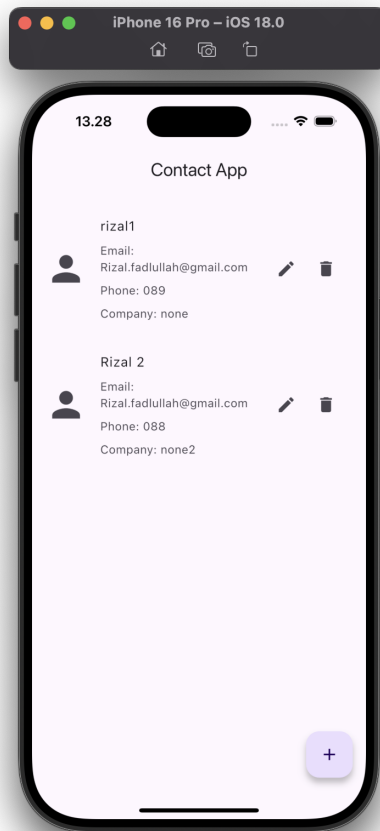 iPhone 16 Pro – iOS 18.0
13.28
Contact App
rizal1
Email:
Rizal.fadlullah@gmail.com
Phone: 089
Company: none
Rizal 2
Email:
Rizal.fadlullah@gmail.com
Phone: 088
Company: none2
+